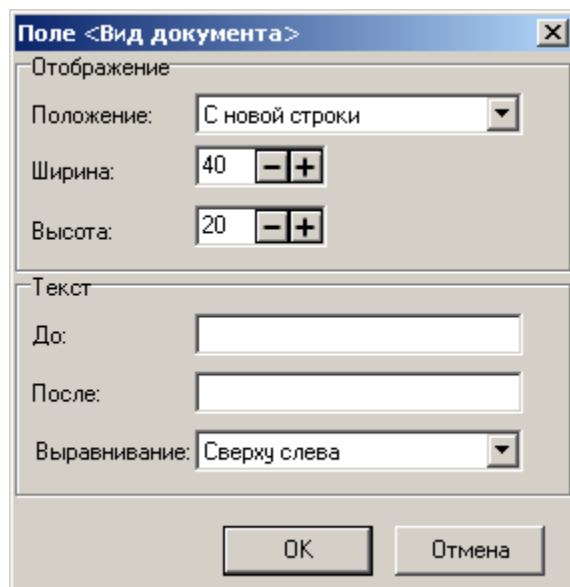 Поле <Вид документа>
Отображение
Положение: С новой строки
Ширина: 40
Высота: 20
Текст
До:
После:
Выравнивание: Сверху слева
OK Отмена